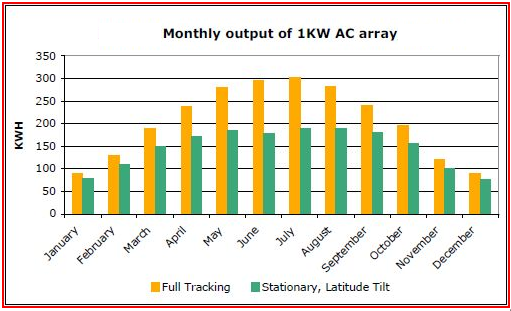 Monthly output of 1KW AC array
KWH
350
300
250
200
150
100
50
0
January
February
March
April
May
June
July
August
September
October
November
December
Full Tracking
Stationary, Latitude Tilt